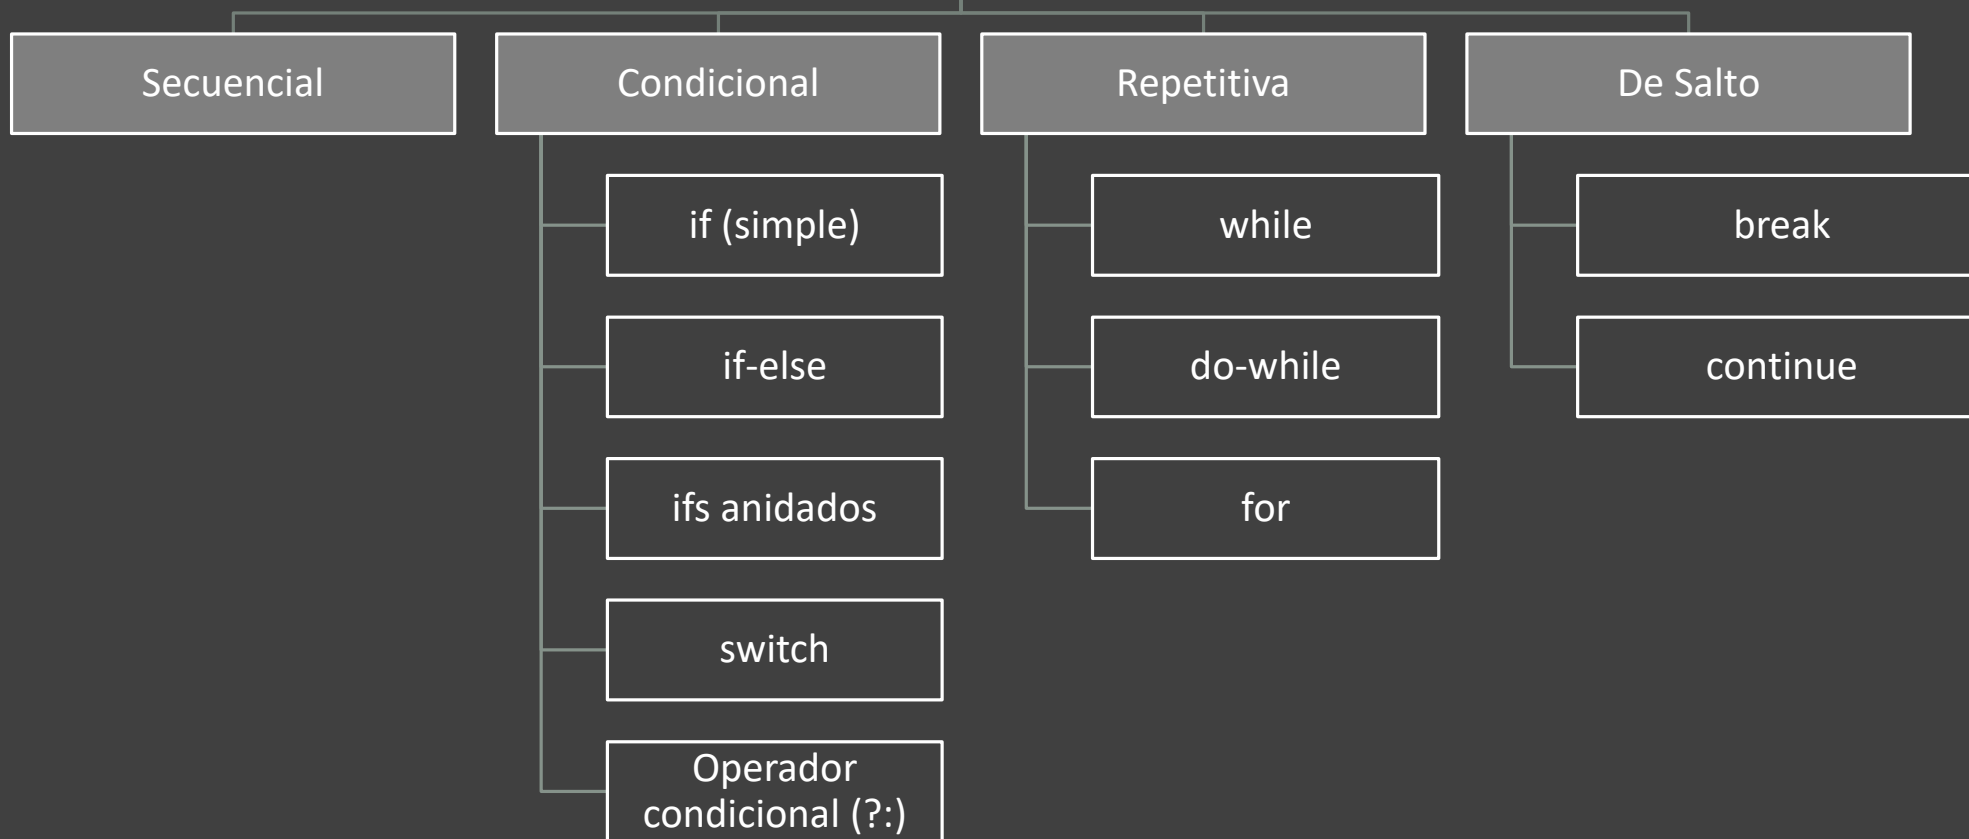 Secuencial
Condicional
if (simple)
if-else
ifs anidados
switch
Operador
condicional (?:)
Repetitiva
while
do-while
for
De Salto
break
continue